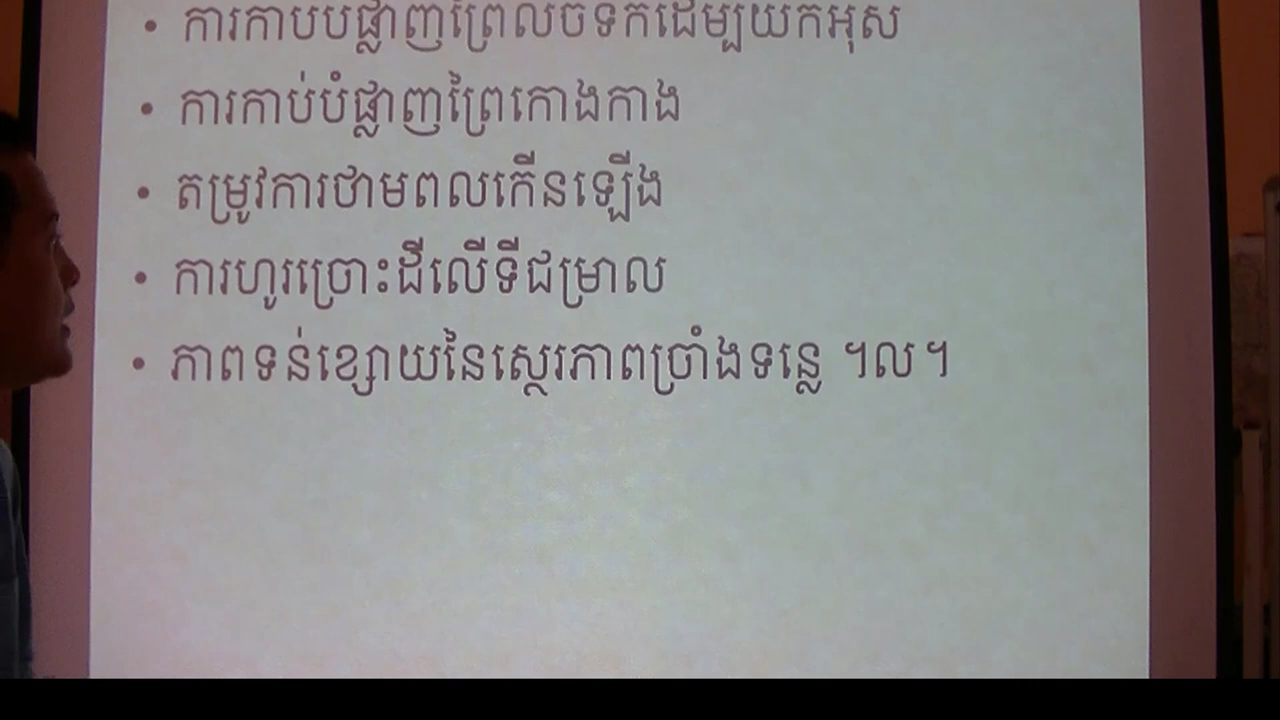 • ការកាប់បំផ្លាញព្រៃលិចទឹកដើម្បីយកអុស
• ការកាប់បំផ្លាញព្រៃកោងកាង
• តម្រូវការថាមពលកើនឡើង
• ការហូរច្រោះដីលើទីជម្រាល
• ភាពទន់ខ្សោយនៃស្ថេរភាពច្រាំងទន្លេ ។ល។